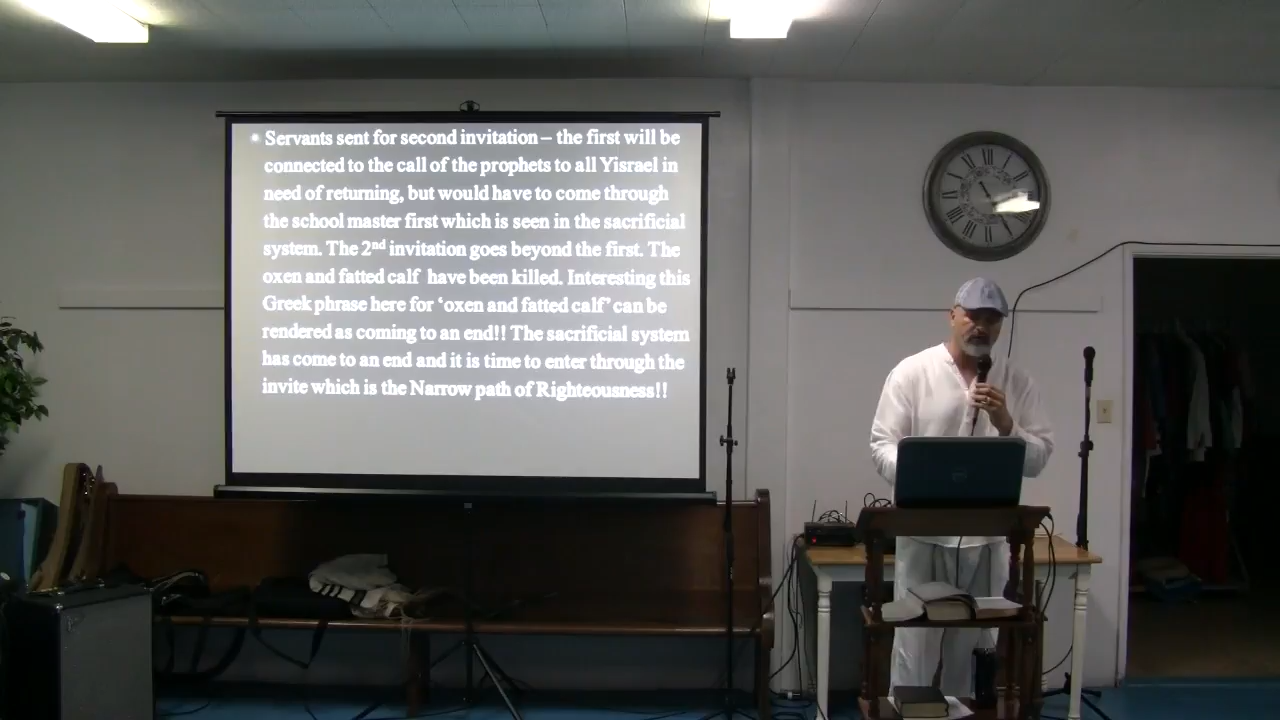 • Servants sent for second invitation – the first will be
connected to the call of the prophets to all Yisrael in
need of returning, but would have to come through
the school master first which is seen in the sacrificial
system. The 2nd invitation goes beyond the first. The
oxen and fatted calf have been killed. Interesting this
Greek phrase here for ‘oxen and fatted calf’ can be
rendered as coming to an end!! The sacrificial system
has come to an end and it is time to enter through the
invite which is the Narrow path of Righteousness!!